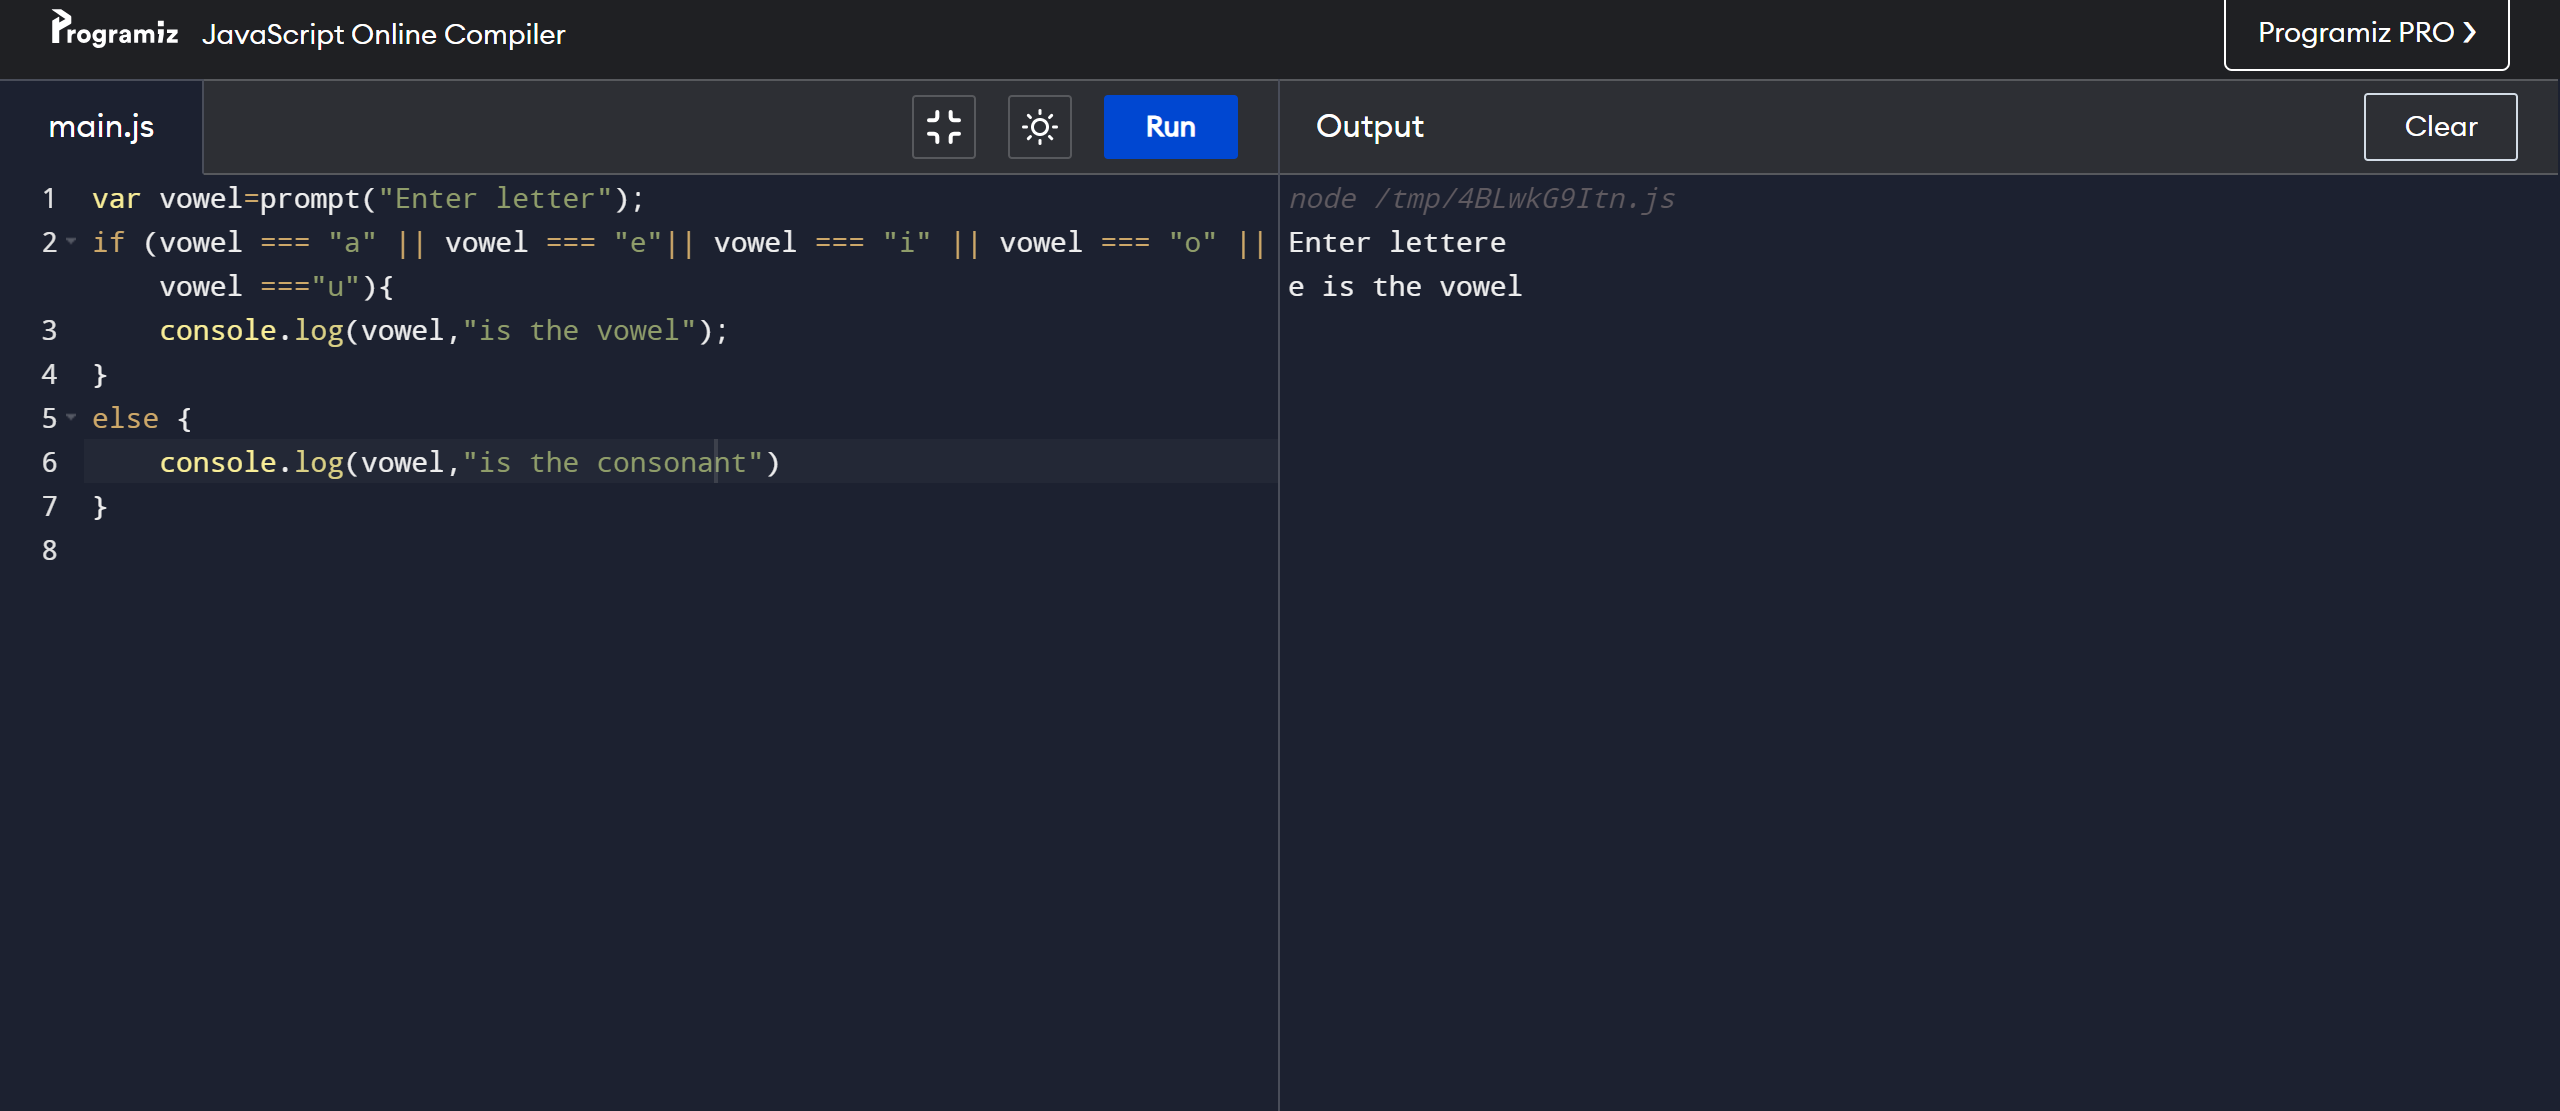 Programiz JavaScript Online Compiler
Programiz PRO ❯
main.js
Run
Output
Clear
1 var vowel=prompt("Enter letter");
2 if (vowel === "a" || vowel === "e"|| vowel === "i" || vowel === "o" ||
vowel ==="u"){
3 console.log(vowel,"is the vowel");
4 }
5 else {
6 console.log(vowel,"is the consonant")
7 }
8
node /tmp/4BLwkG9Itn.js
Enter lettere
e is the vowel